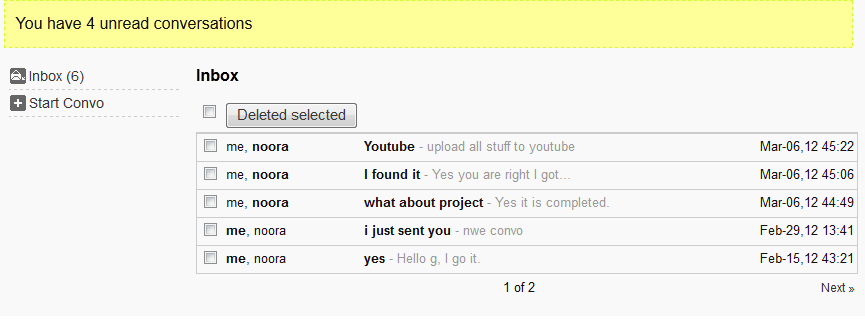 You have 4 unread conversations
Inbox (6)
Start Convo
Inbox
Deleted selected
me, noora Youtube - upload all stuff to youtube Mar-06,12 45:22
me, noora I found it - Yes you are right I got... Mar-06,12 45:06
me, noora what about project - Yes it is completed. Mar-06,12 44:49
me, noora i just sent you - nwe convo Feb-29,12 13:41
me, noora yes - Hello g, I go it. Feb-15,12 43:21
1 of 2 Next »